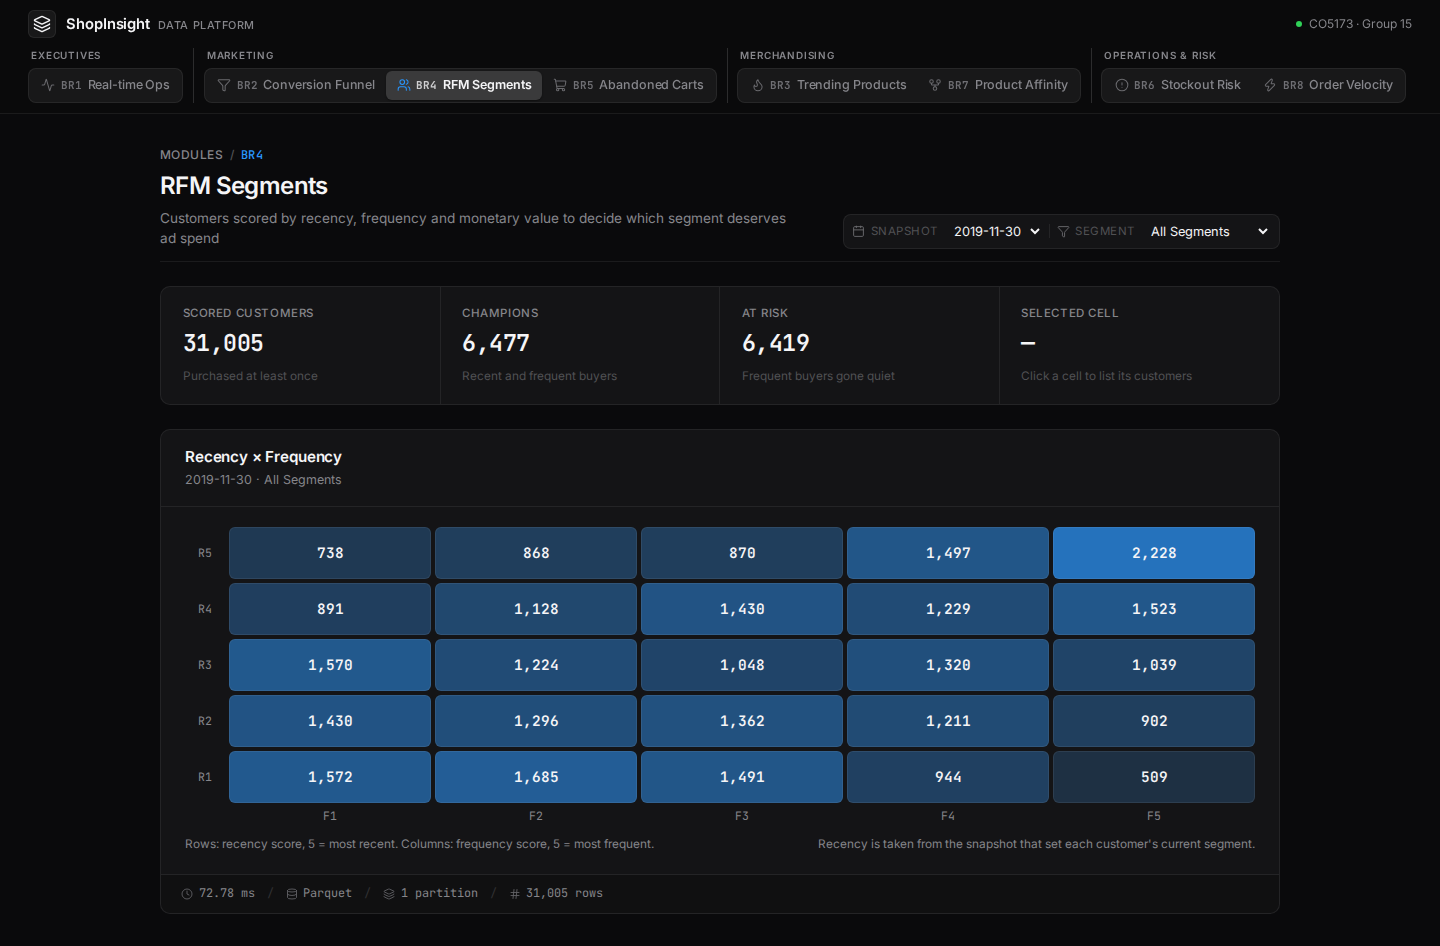 ShopInsight DATA PLATFORM
CO5173 · Group 15
EXECUTIVES
BR1 Real-time Ops
MARKETING
BR2 Conversion Funnel
BR4 RFM Segments
BR5 Abandoned Carts
MERCHANDISING
BR3 Trending Products
BR7 Product Affinity
OPERATIONS & RISK
BR6 Stockout Risk
BR8 Order Velocity
MODULES / BR4
RFM Segments
Customers scored by recency, frequency and monetary value to decide which segment deserves
ad spend
SNAPSHOT 2019-11-30
SEGMENT All Segments
SCORED CUSTOMERS
31,005
Purchased at least once
CHAMPIONS
6,477
Recent and frequent buyers
AT RISK
6,419
Frequent buyers gone quiet
SELECTED CELL
—
Click a cell to list its customers
Recency × Frequency
2019-11-30 · All Segments
R5 738 868 870 1,497 2,228
R4 891 1,128 1,430 1,229 1,523
R3 1,570 1,224 1,048 1,320 1,039
R2 1,430 1,296 1,362 1,211 902
R1 1,572 1,685 1,491 944 509
F1 F2 F3 F4 F5
Rows: recency score, 5 = most recent. Columns: frequency score, 5 = most frequent.
Recency is taken from the snapshot that set each customer's current segment.
72.78 ms / Parquet / 1 partition / 31,005 rows